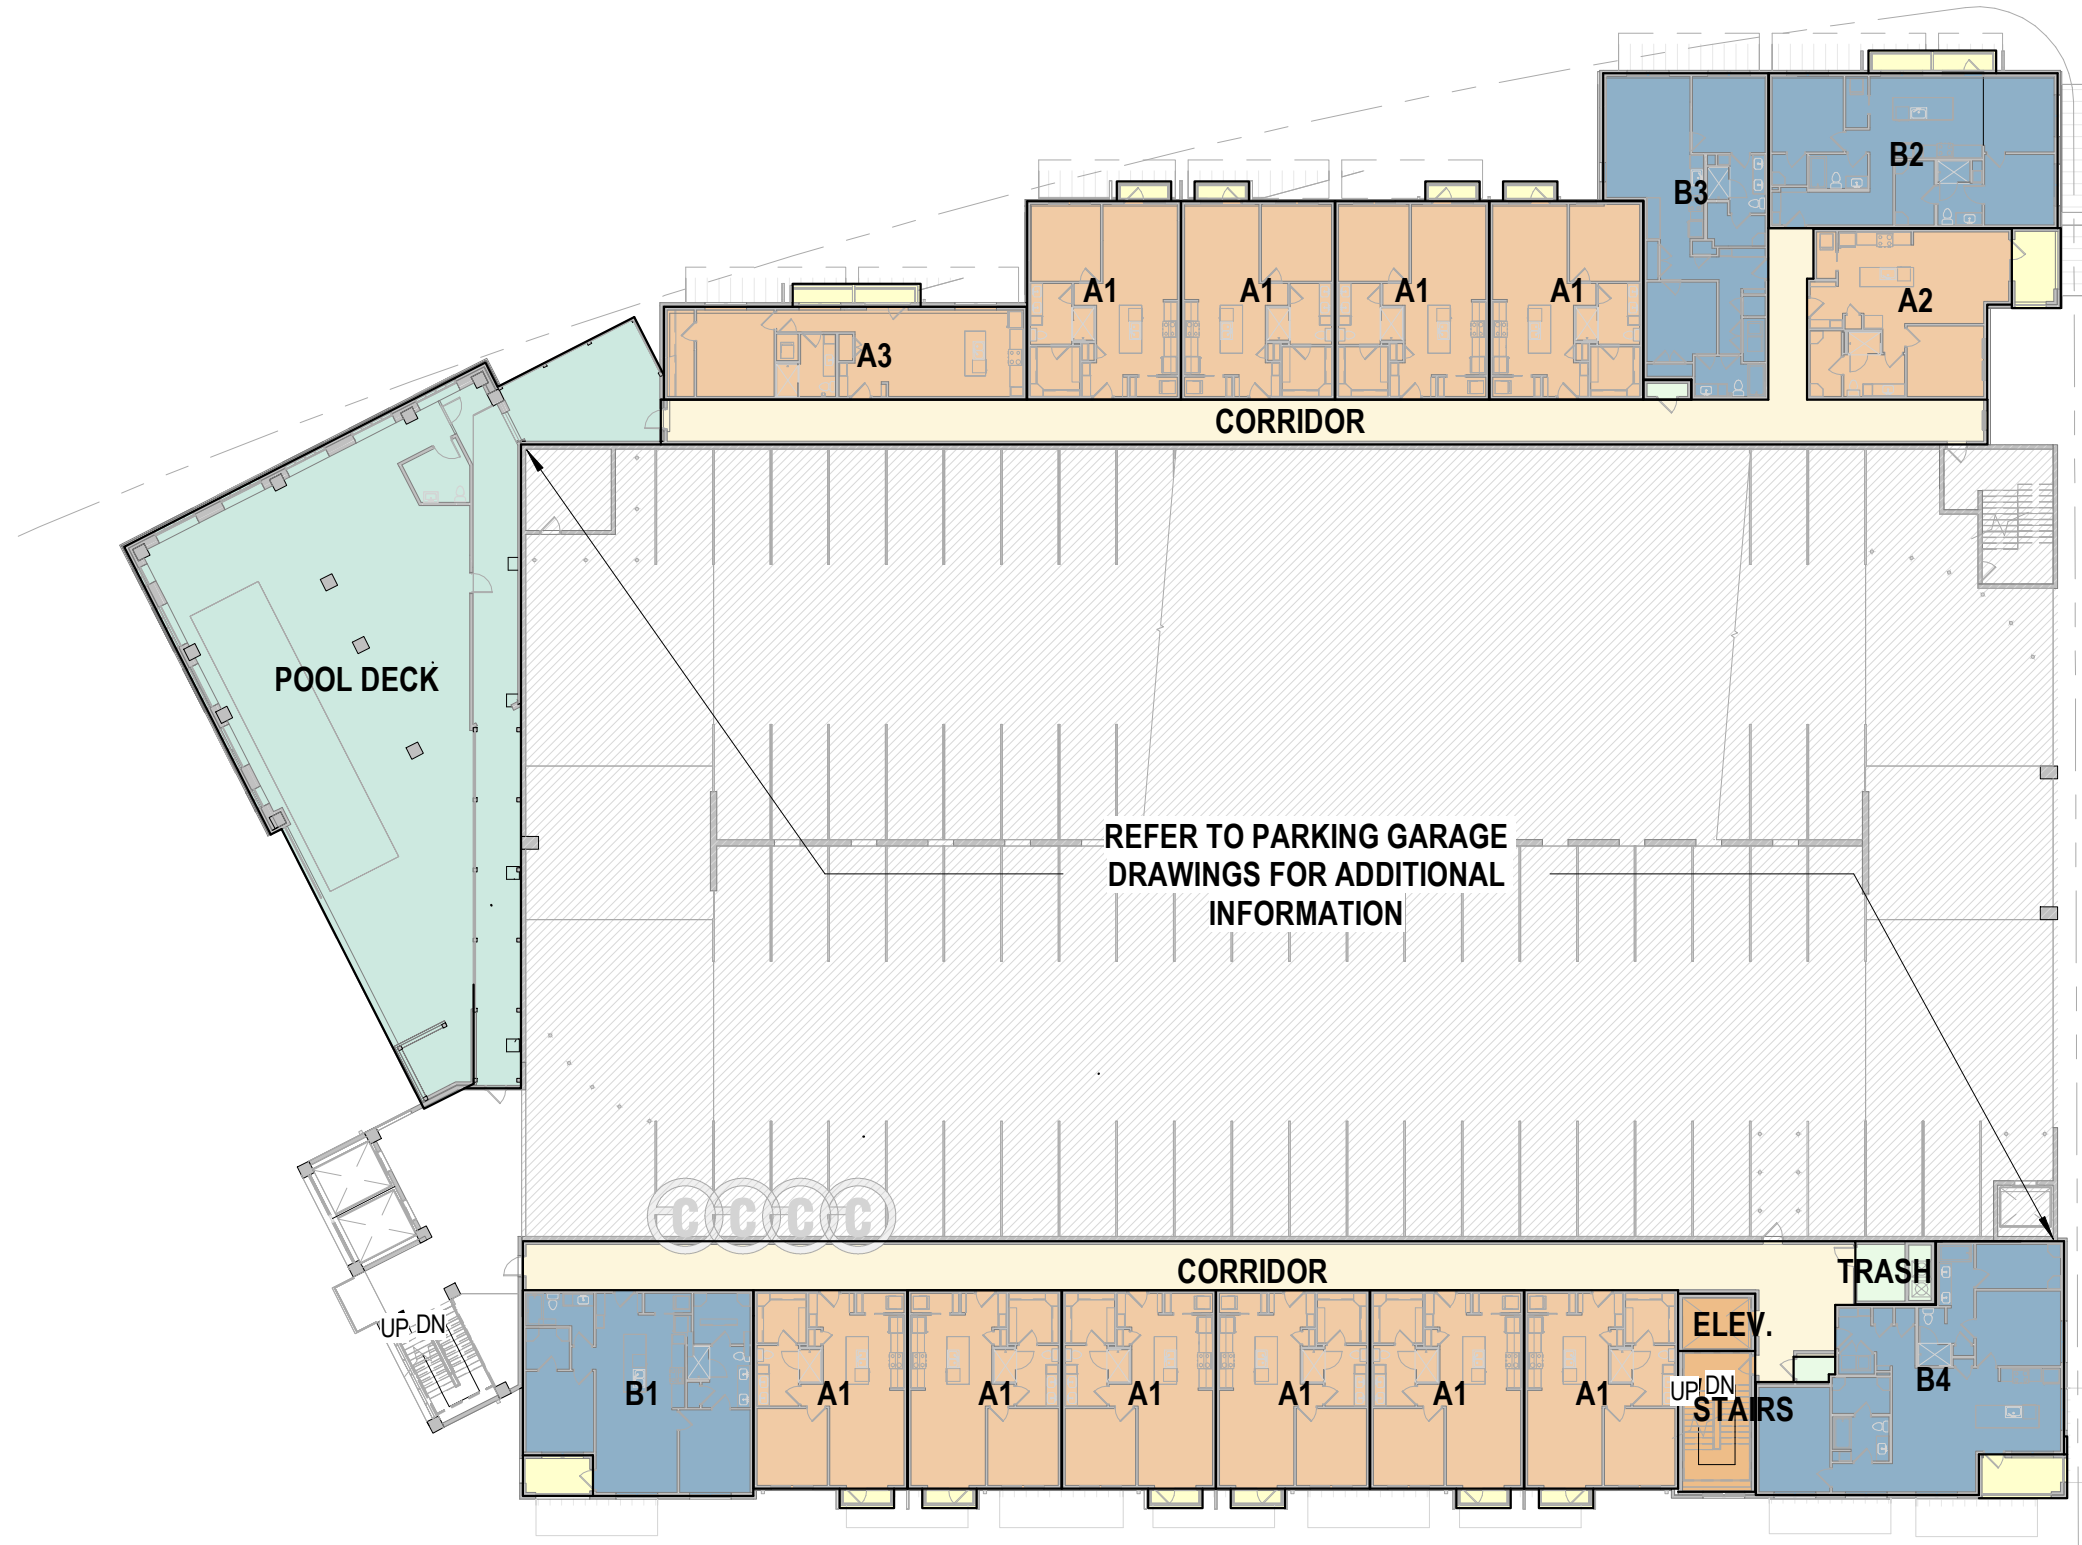 B2
B3
A1
A1
A1
A1
A2
A3
CORRIDOR
POOL DECK
REFER TO PARKING GARAGE
DRAWINGS FOR ADDITIONAL
INFORMATION
C C C C
CORRIDOR
TRASH
UP DN
ELEV.
B1
A1
A1
A1
A1
A1
A1
UP DN
STAIRS
B4